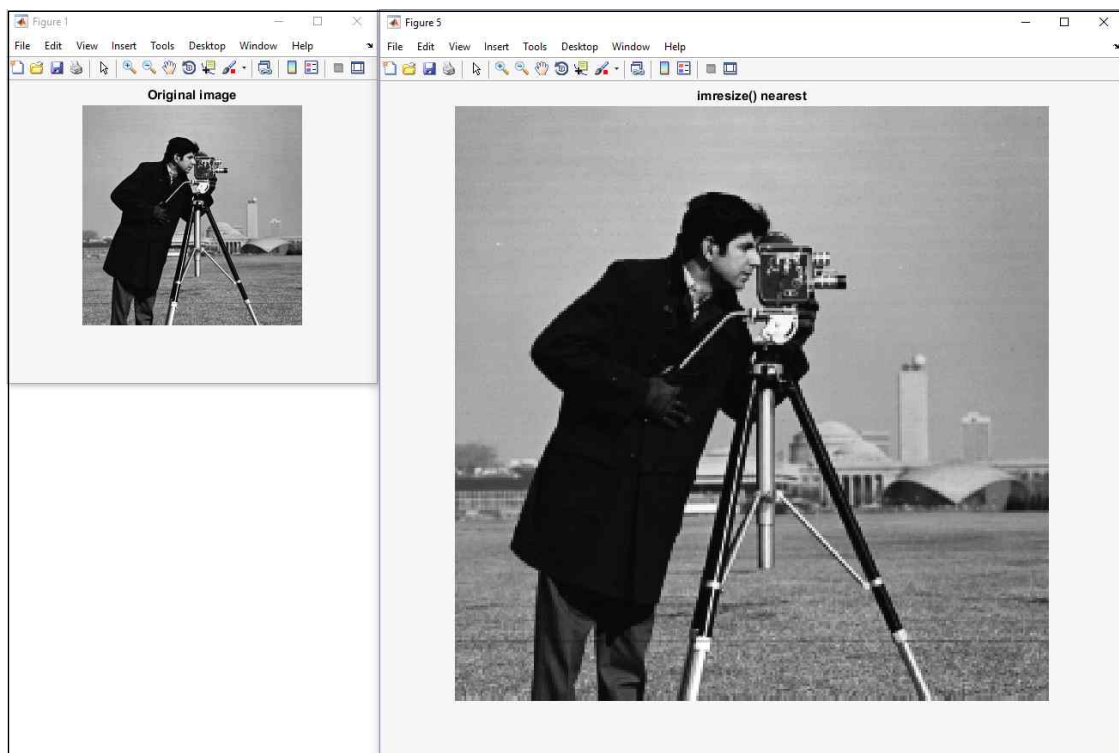 Figure 1
File Edit View Insert Tools Desktop Window Help
Original image
Figure 5
File Edit View Insert Tools Desktop Window Help
imresize() nearest